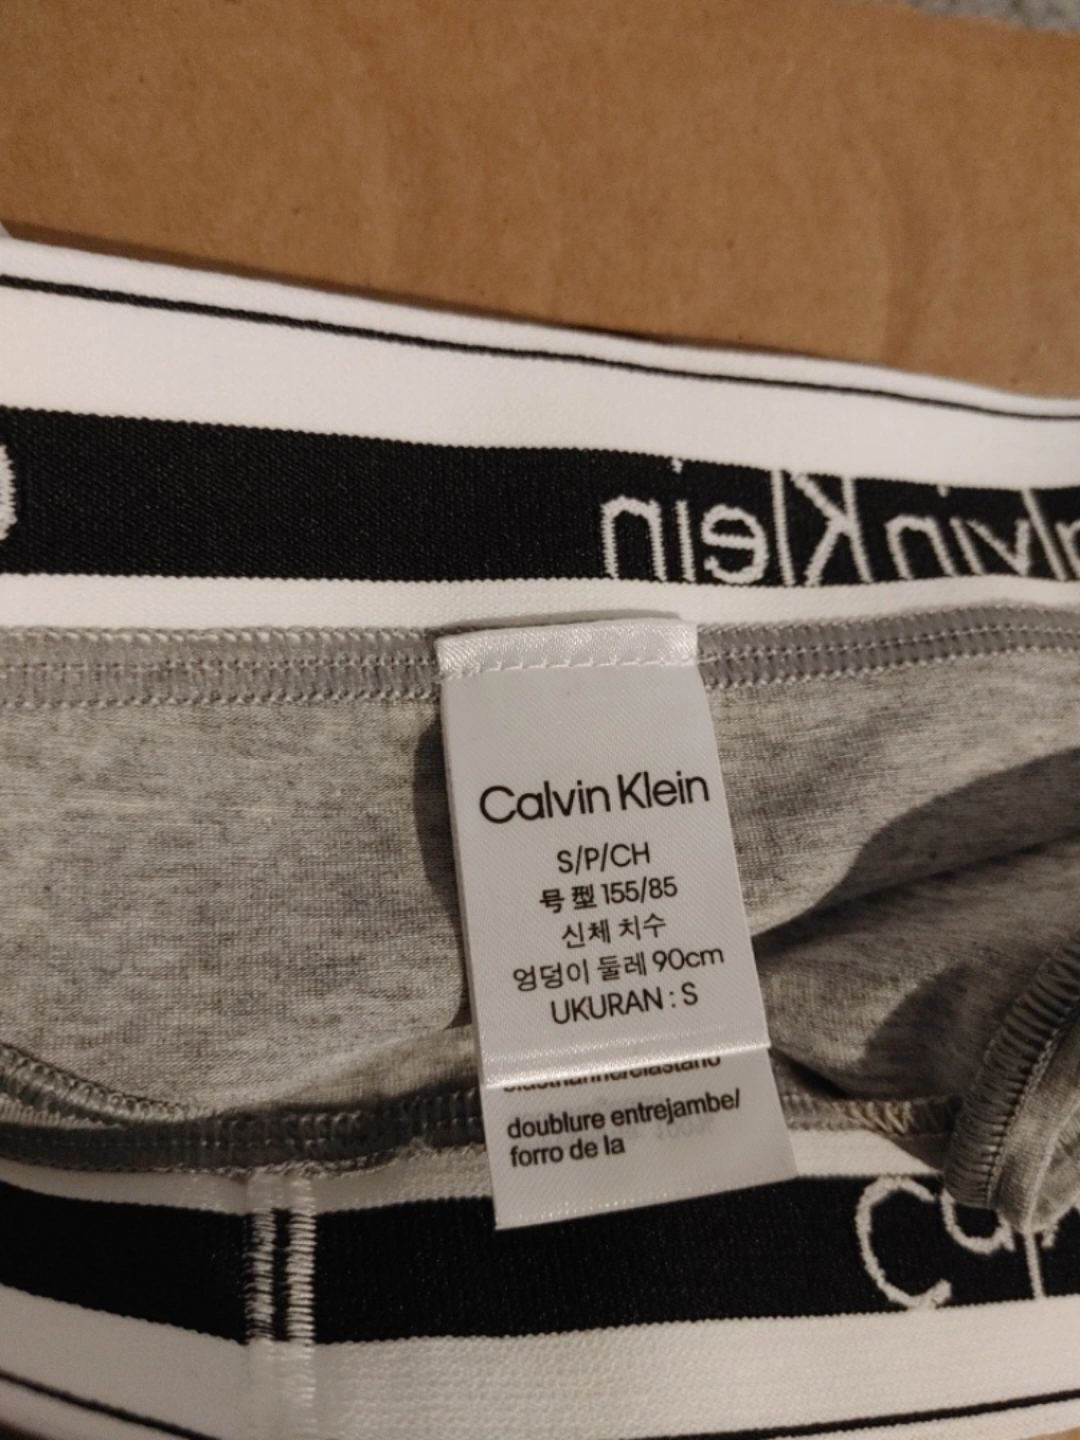 Calvin Klein
Calvin Klein
S/P/CH
号型 155/85
신체 치수
엉덩이 둘레 90cm
UKURAN : S
doublure entrejambe/
forro de la